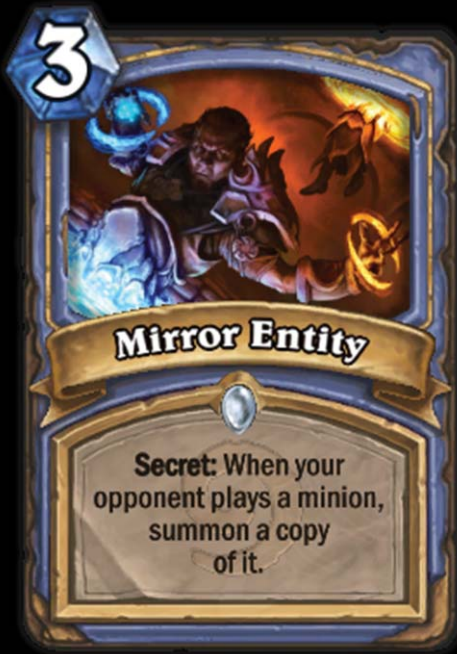 3
Mirror Entity
Secret: When your
opponent plays a minion,
summon a copy
of it.